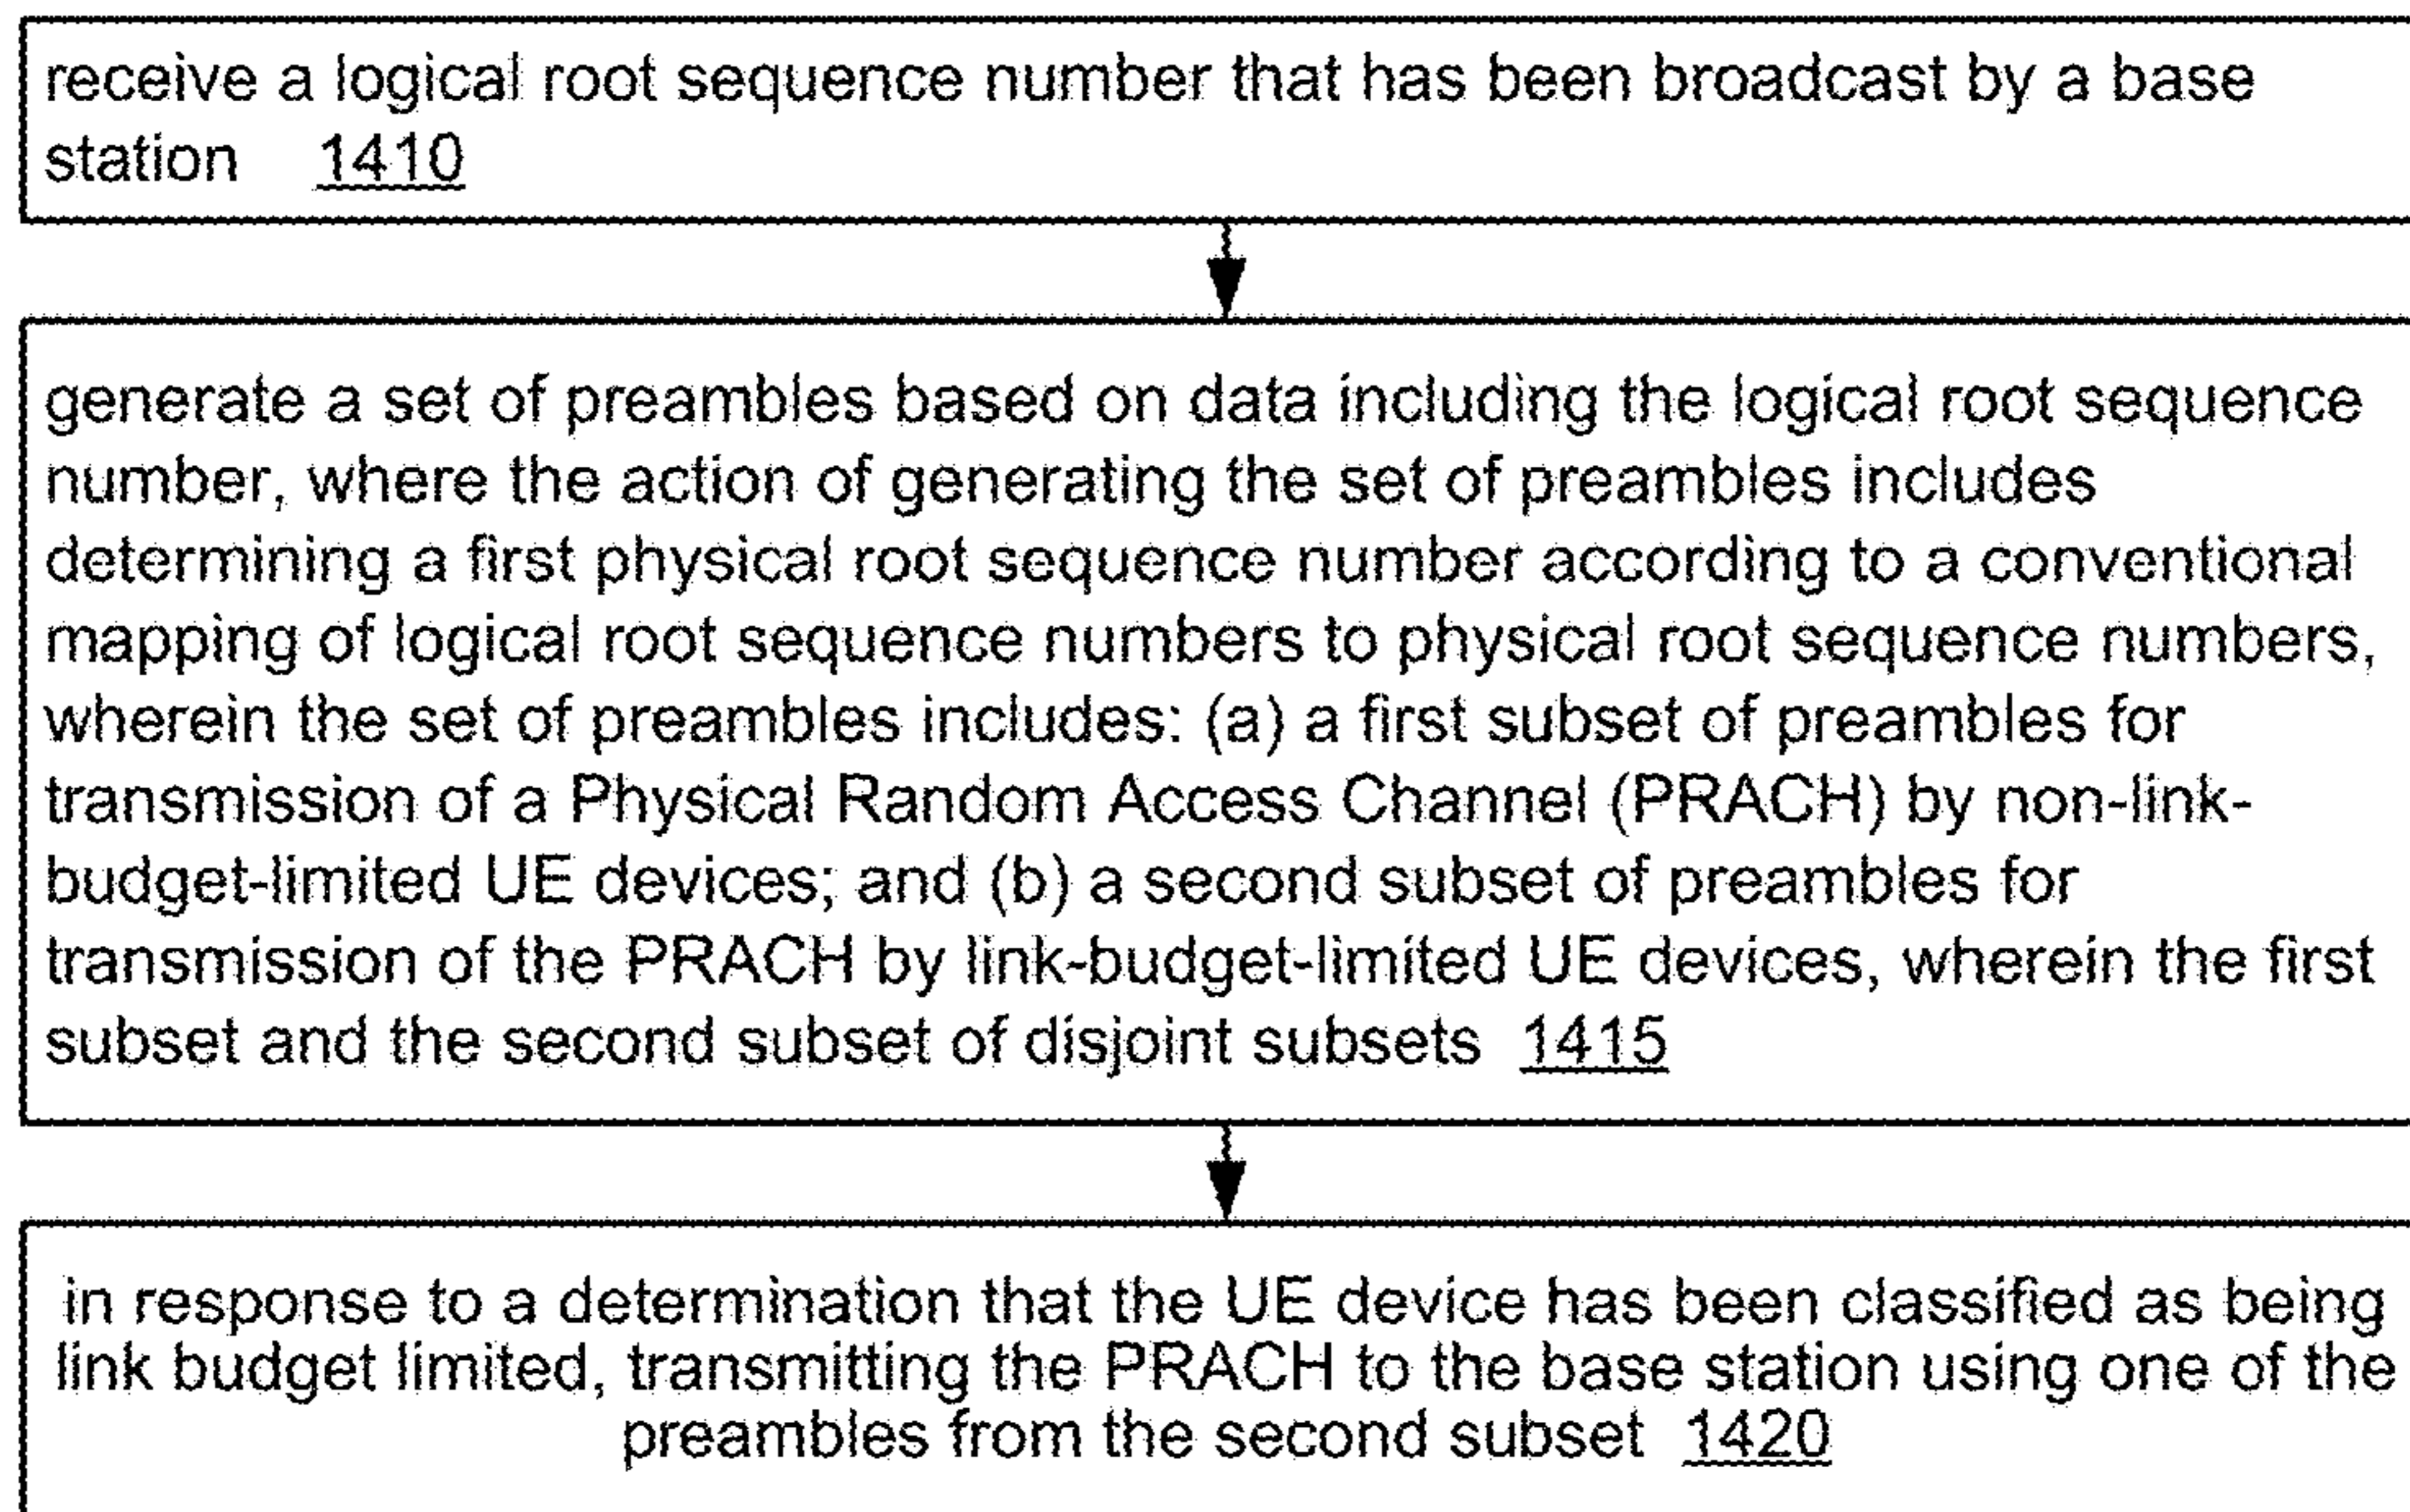 receive a logical root sequence number that has been broadcast by a base
station 1410
generate a set of preambles based on data including the logical root sequence
number, where the action of generating the set of preambles includes
determining a first physical root sequence number according to a conventional
mapping of logical root sequence numbers to physical root sequence numbers,
wherein the set of preambles includes: (a) a first subset of preambles for
transmission of a Physical Random Access Channel (PRACH) by non-link-
budget-limited UE devices; and (b) a second subset of preambles for
transmission of the PRACH by link-budget-limited UE devices, wherein the first
subset and the second subset of disjoint subsets 1415
in response to a determination that the UE device has been classified as being
link budget limited, transmitting the PRACH to the base station using one of the
preambles from the second subset 1420